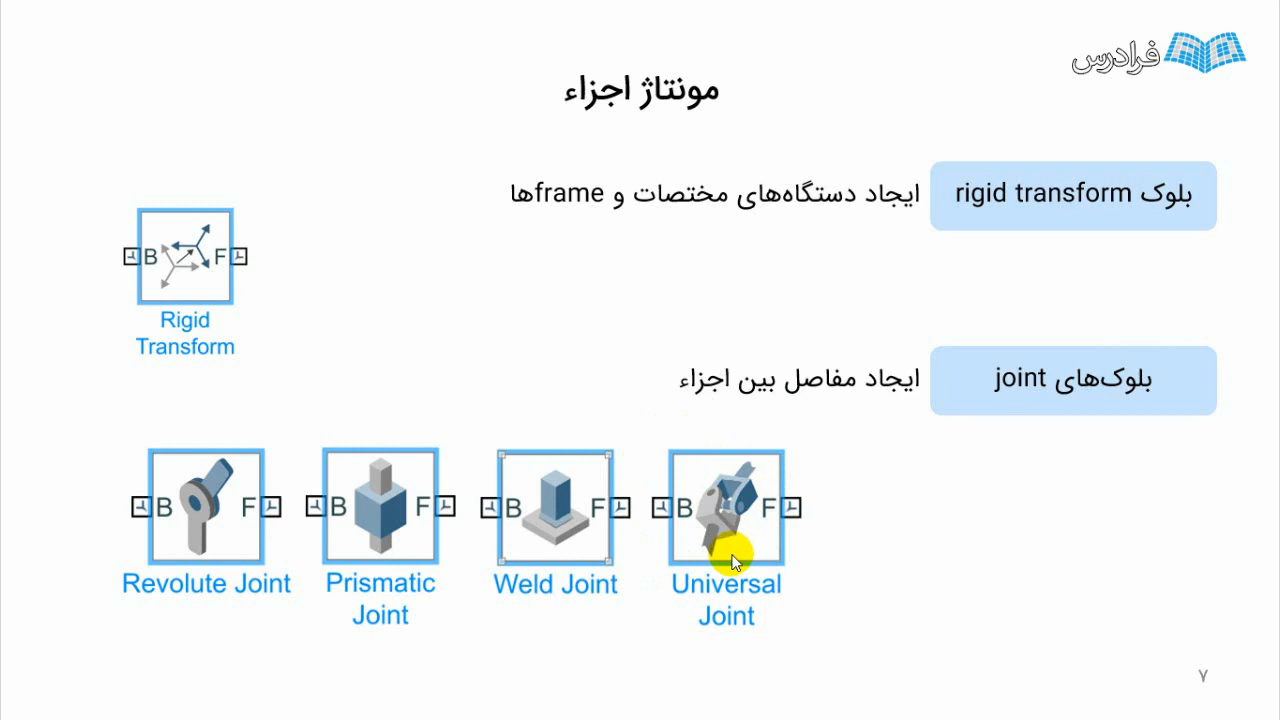 فرادرس
مونتاژ اجزاء
بلوک rigid transform
ایجاد دستگاه‌های مختصات و frameها
B F
Rigid
Transform
بلوک‌های joint
ایجاد مفاصل بین اجزاء
B F
Revolute Joint
B F
Prismatic
Joint
B F
Weld Joint
B F
Universal
Joint
۷